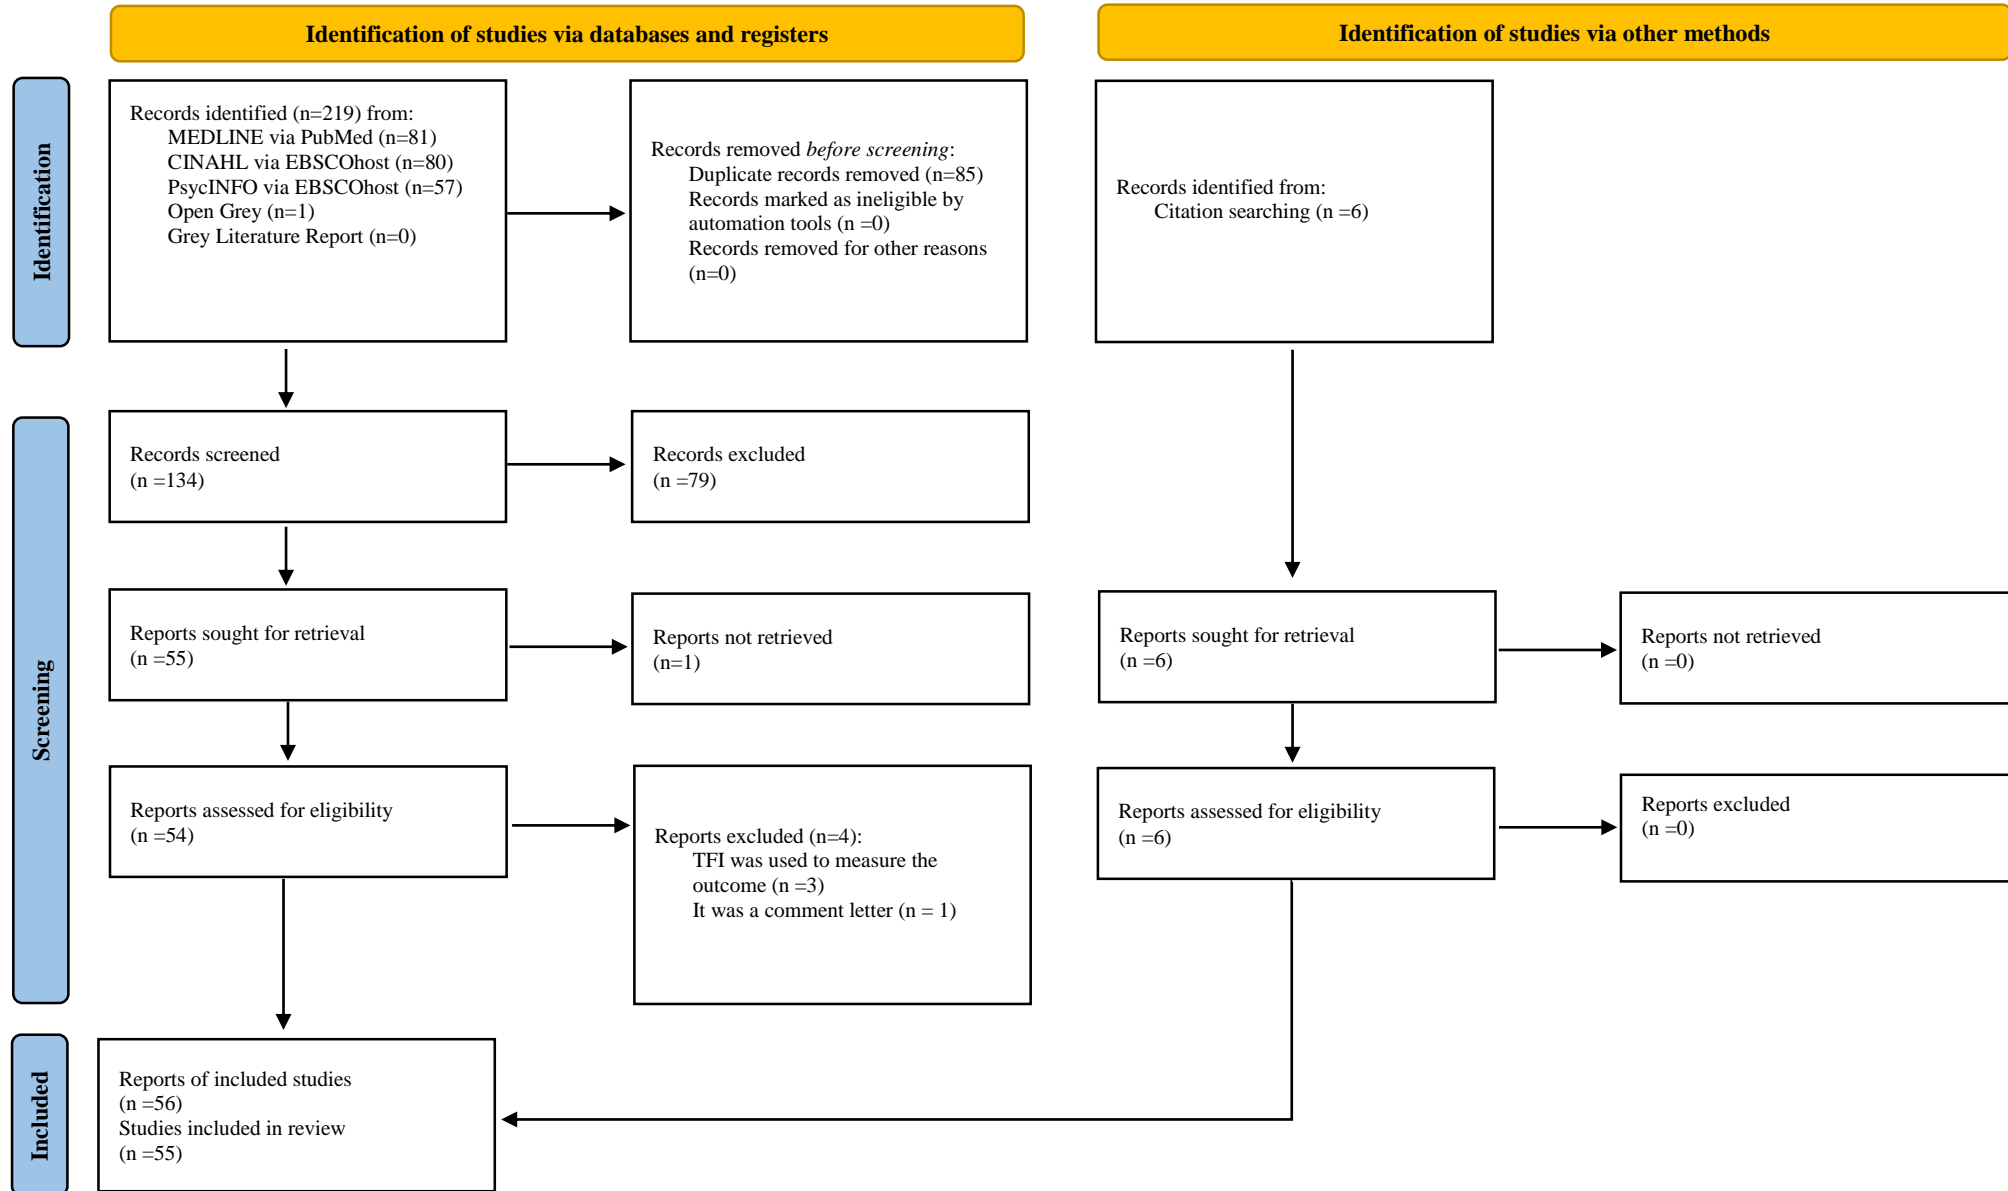 Identification of studies via databases and registers
Identification of studies via other methods
Identification
Records identified (n=219) from:
MEDLINE via PubMed (n=81)
CINAHL via EBSCOhost (n=80)
PsycINFO via EBSCOhost (n=57)
Open Grey (n=1)
Grey Literature Report (n=0)
Records removed before screening:
Duplicate records removed (n=85)
Records marked as ineligible by
automation tools (n =0)
Records removed for other reasons
(n=0)
Records identified from:
Citation searching (n =6)
Screening
Records screened
(n =134)
Records excluded
(n =79)
Reports sought for retrieval
(n =55)
Reports not retrieved
(n=1)
Reports sought for retrieval
(n =6)
Reports not retrieved
(n =0)
Reports assessed for eligibility
(n =54)
Reports excluded (n=4):
TFI was used to measure the
outcome (n =3)
It was a comment letter (n = 1)
Reports assessed for eligibility
(n =6)
Reports excluded
(n =0)
Included
Reports of included studies
(n =56)
Studies included in review
(n =55)